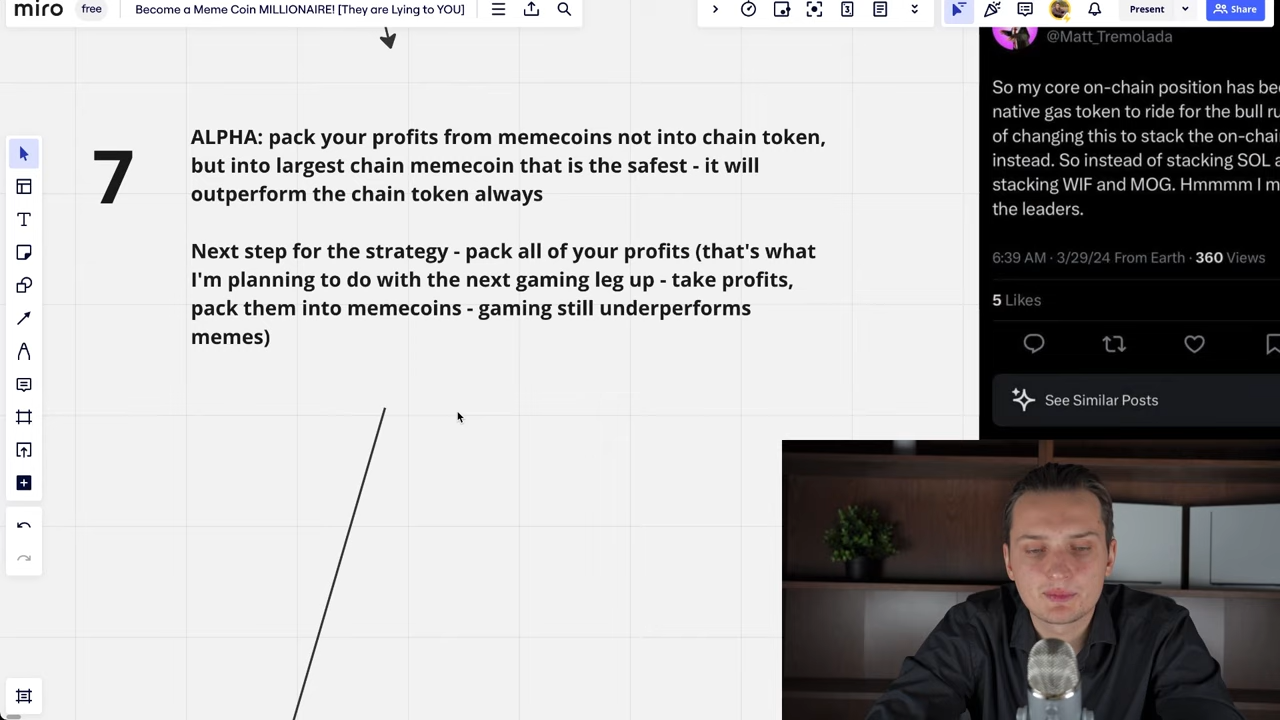 miro free Become a Meme Coin MILLIONAIRE! [They are Lying to YOU] 3 Present Share
@Matt_Tremolada
7
ALPHA: pack your profits from memecoins not into chain token,
but into largest chain memecoin that is the safest - it will
outperform the chain token always
Next step for the strategy - pack all of your profits (that's what
I'm planning to do with the next gaming leg up - take profits,
pack them into memecoins - gaming still underperforms
memes)
So my core on-chain position has
native gas token to ride for the bull
of changing this to stack the
instead. So instead of stacking SOL
stacking WIF and MOG. Hmmmm I
the leaders.
6:39 AM · 3/29/24 From Earth · 360 Views
5 Likes
See Similar Posts
T